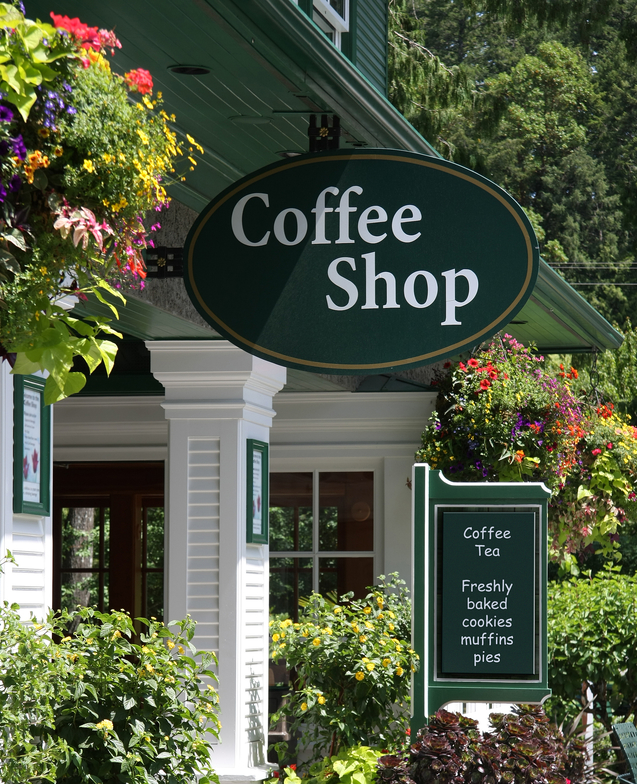 Coffee
Shop
Coffee
Tea
Freshly
baked
cookies
muffins
pies